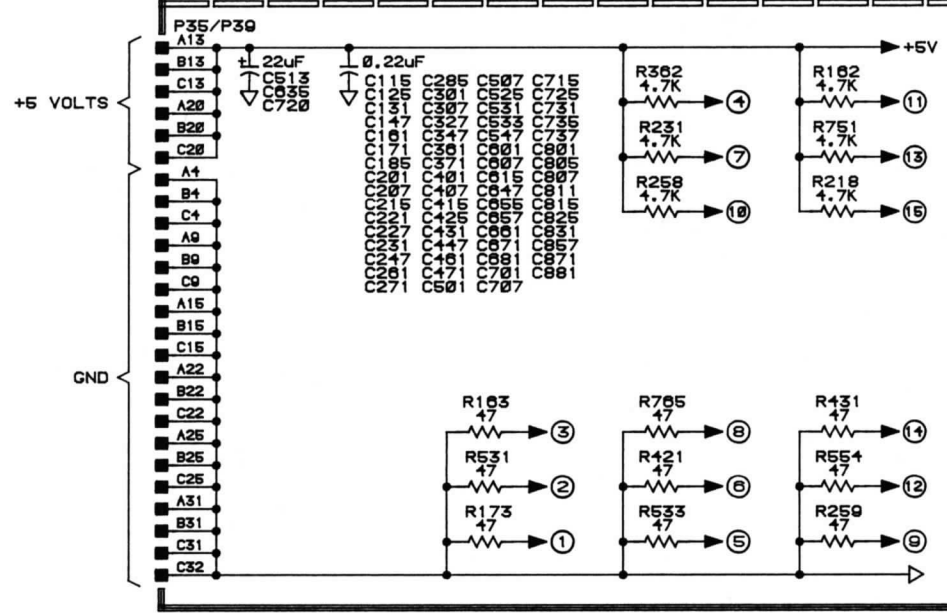 P35/P39
A13
B13
C13
A20
B20
C20
A4
B4
C4
A9
B9
C9
A15
B15
C15
A22
B22
C22
A25
B25
C25
A31
B31
C31
C32
+5 VOLTS
GND
+ 22uF
C513
C635
C720
0.22uF
C115 C285 C507 C715
C125 C301 C525 C725
C131 C307 C531 C731
C147 C327 C533 C735
C161 C347 C547 C737
C171 C361 C601 C801
C185 C371 C607 C805
C201 C401 C615 C807
C207 C407 C647 C811
C215 C415 C655 C815
C221 C425 C657 C825
C227 C431 C661 C831
C231 C447 C671 C857
C247 C461 C681 C871
C261 C471 C701 C881
C271 C501 C707
+5V
R362
4.7K
4
R162
4.7K
11
R231
4.7K
7
R751
4.7K
13
R258
4.7K
10
R218
4.7K
15
R163
47
3
R765
47
8
R431
47
14
R531
47
2
R421
47
6
R554
47
12
R173
47
1
R533
47
5
R259
47
9